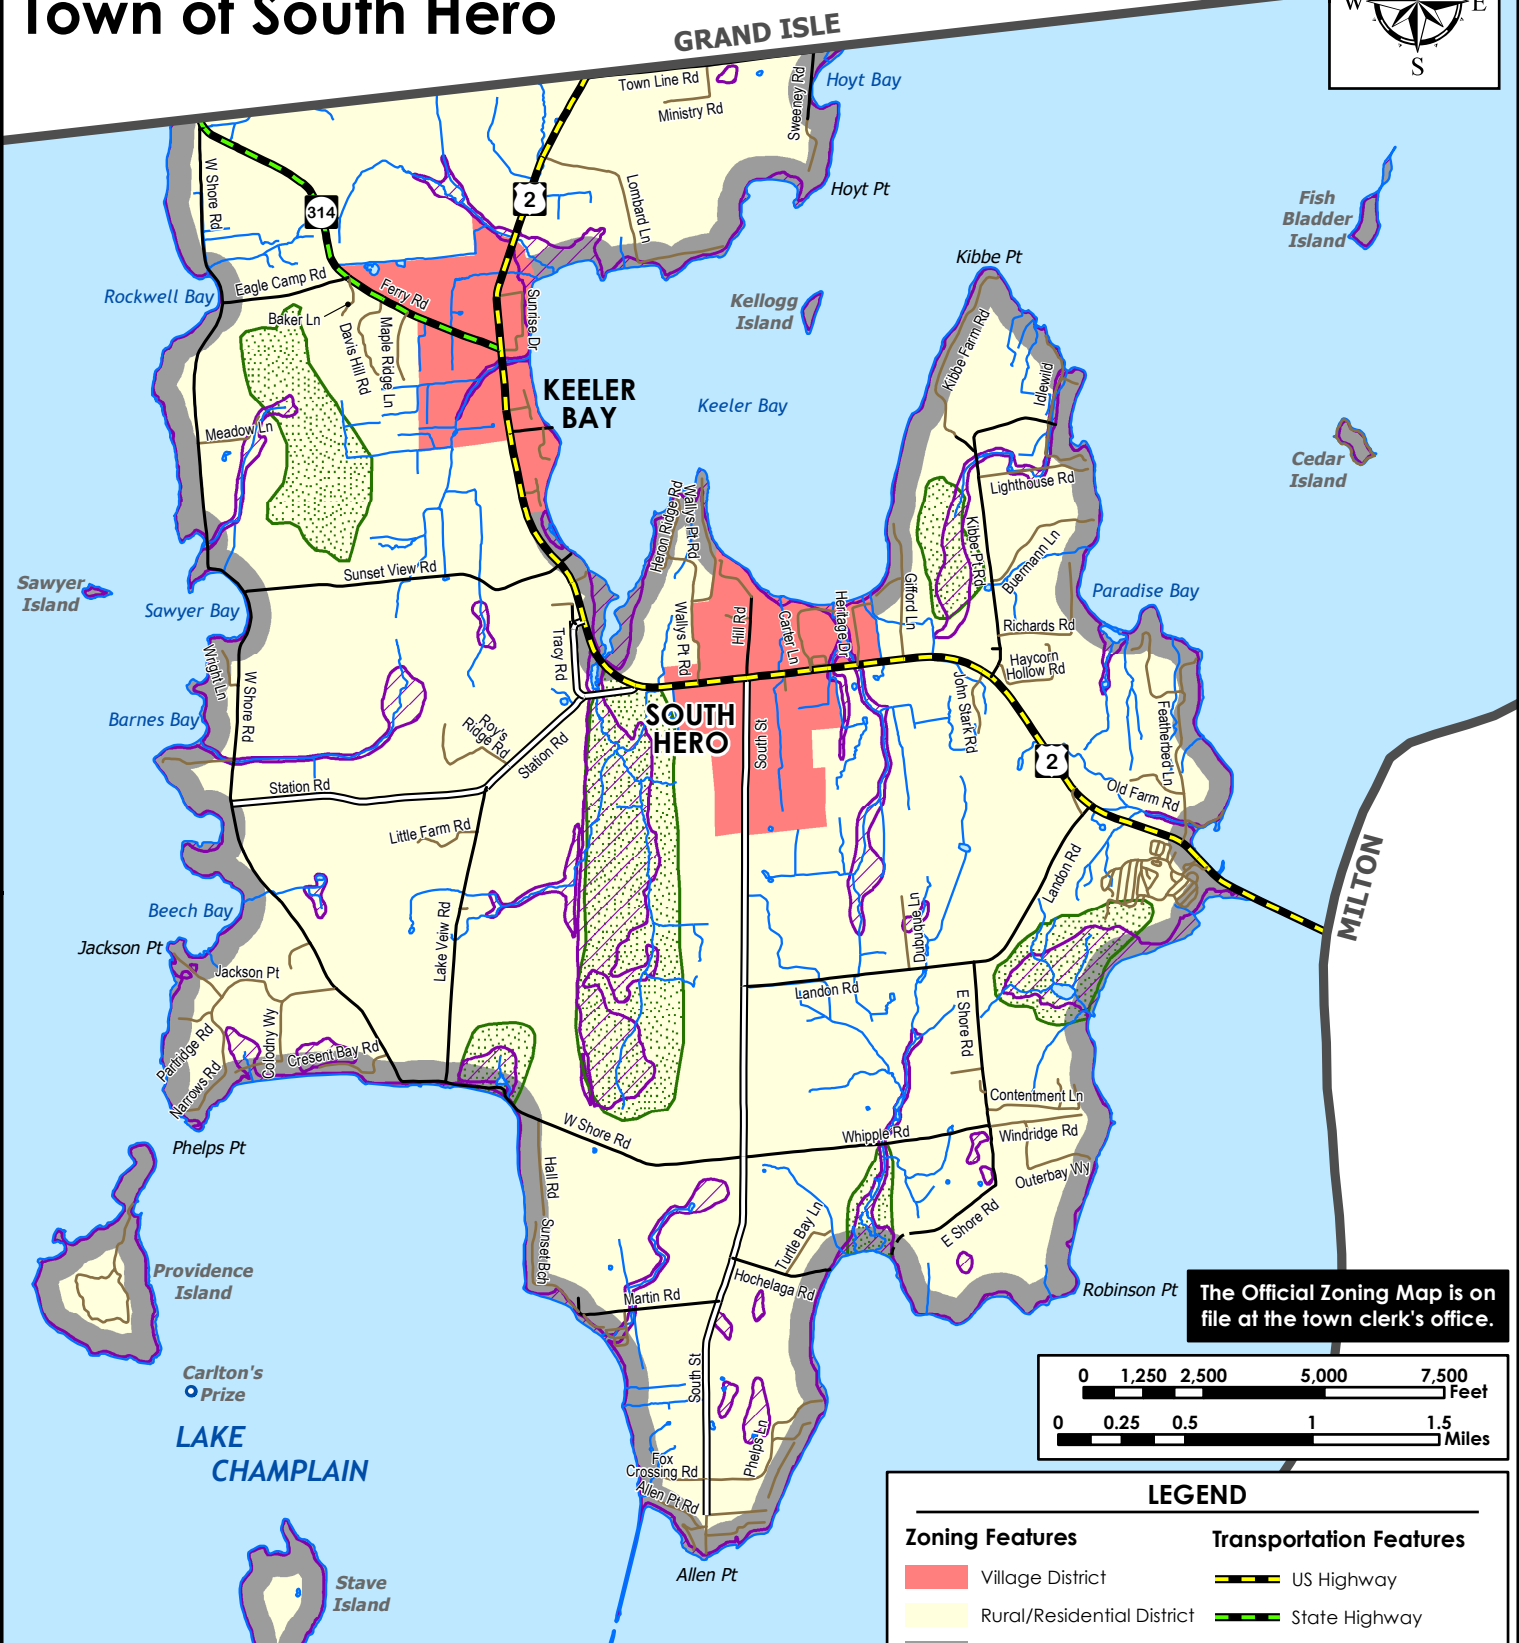 Town of South Hero
GRAND ISLE
W
E
S
Town Line Rd
Ministry Rd
Sweeney Rd
Hoyt Bay
Hoyt Pt
W Shore Rd
314
2
Lombard Ln
Fish
Bladder
Island
Kibbe Pt
Rockwell Bay
Eagle Camp Rd
Ferry Rd
Baker Ln
Davis Hill Rd
Maple Ridge Ln
Sunrise Dr
Kellogg
Island
Kibbe Farm Rd
Idlewild
KEELER
BAY
Keeler Bay
Meadow Ln
Cedar
Island
Lighthouse Rd
Heron Ridge Rd
Wallys Pt Rd
Kibbe Pt Rd
Buermann Ln
Sunset View Rd
Sawyer
Island
Sawyer Bay
Paradise Bay
Wrights Ln
W Shore Rd
Tracy Rd
Wallys Pt Rd
Hill Rd
Carter Ln
Heritage Dr
Gifford Ln
Richards Rd
Haycorn
Hollow Rd
John Stark Rd
Featherbed Ln
Barnes Bay
Roy's
Ridge Rd
Station Rd
SOUTH
HERO
South St
2
Old Farm Rd
Station Rd
Little Farm Rd
Landon Rd
MILTON
Beech Bay
Jackson Pt
Jackson Pt
Lake Veiw Rd
Dubuque Ln
Landon Rd
E Shore Rd
Partridge Rd
Narrows Rd
Colodny Wy
Cresent Bay Rd
Contentment Ln
Windridge Rd
Outerbay Wy
Whipple Rd
W Shore Rd
Phelps Pt
Hall Rd
Sunset Bch
Turtle Bay Ln
E Shore Rd
Hochelaga Rd
Martin Rd
Providence
Island
Robinson Pt
The Official Zoning Map is on
file at the town clerk's office.
Carlton's
Prize
LAKE
CHAMPLAIN
South St
Phelps Ln
Fox
Crossing Rd
Allen Pt Rd
Allen Pt
Stave
Island
0 1,250 2,500 5,000 7,500
Feet
0 0.25 0.5 1 1.5
Miles
LEGEND
Zoning Features
Transportation Features
Village District
US Highway
Rural/Residential District
State Highway